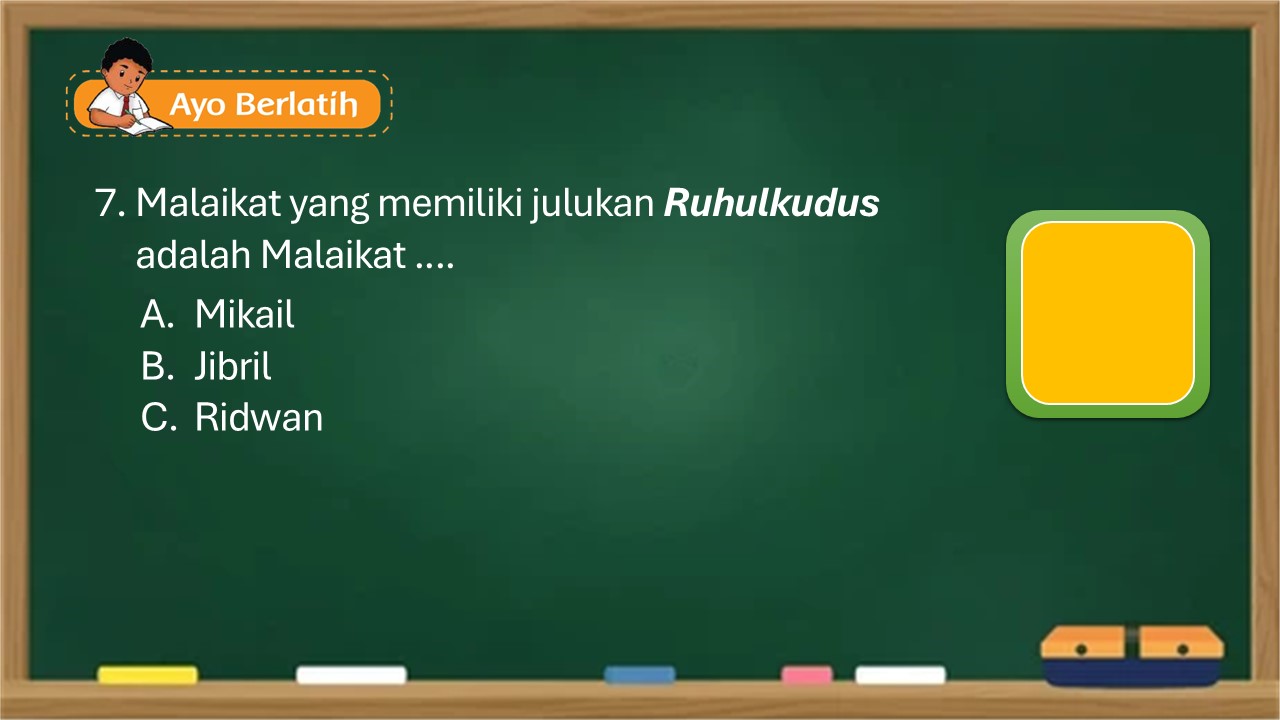 Ayo Berlatih
7. Malaikat yang memiliki julukan Ruhulkudus
adalah Malaikat ....
A. Mikail
B. Jibril
C. Ridwan